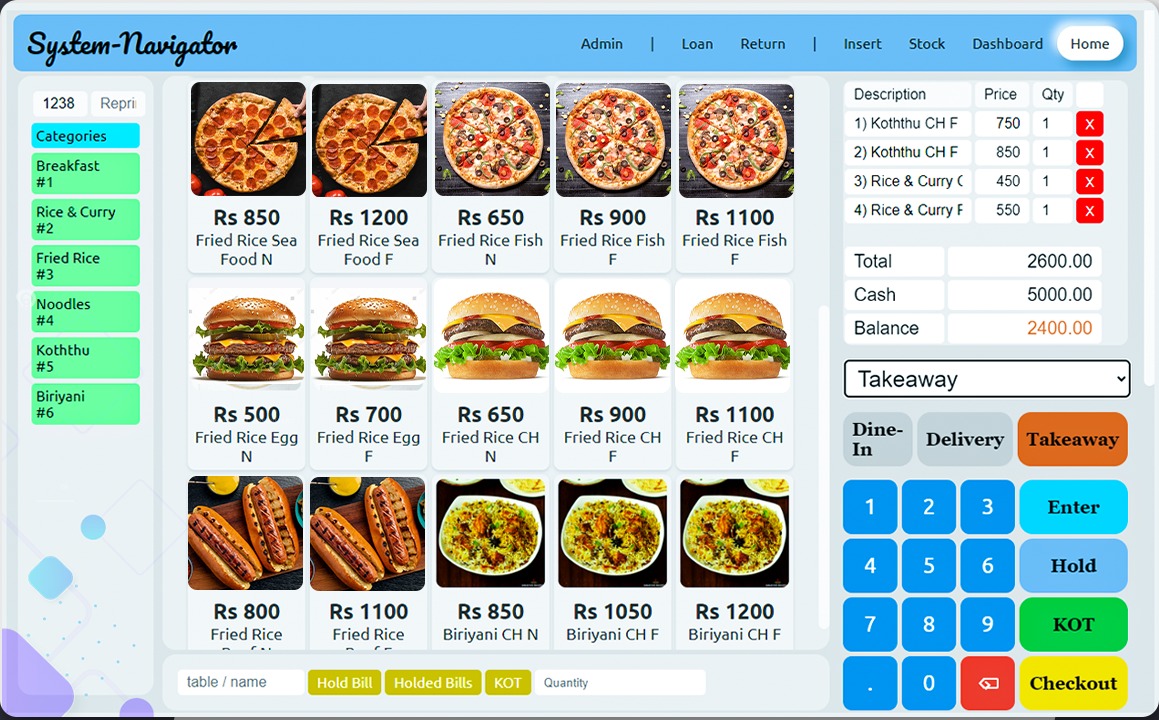 System-Navigator
Admin | Loan Return | Insert Stock Dashboard Home
1238 Repri
Categories
Breakfast
#1
Rice & Curry
#2
Fried Rice
#3
Noodles
#4
Koththu
#5
Biriyani
#6
Rs 850 Rs 1200 Rs 650 Rs 900 Rs 1100
Fried Rice Sea Fried Rice Sea Fried Rice Fish Fried Rice Fish Fried Rice Fish
Food N Food F N F F
Rs 500 Rs 700 Rs 650 Rs 900 Rs 1100
Fried Rice Egg Fried Rice Egg Fried Rice CH Fried Rice CH Fried Rice CH
N F N F F
Rs 800 Rs 1100 Rs 850 Rs 1050 Rs 1200
Fried Rice Fried Rice Biriyani CH N Biriyani CH F Biriyani CH F
table / name Hold Bill Holded Bills KOT Quantity
Description Price Qty
1) Koththu CH F 750 1 X
2) Koththu CH F 850 1 X
3) Rice & Curry 450 1 X
4) Rice & Curry 550 1 X
Total 2600.00
Cash 5000.00
Balance 2400.00
Takeaway
Dine-In Delivery Takeaway
1 2 3 Enter
4 5 6 Hold
7 8 9 KOT
. 0 Checkout